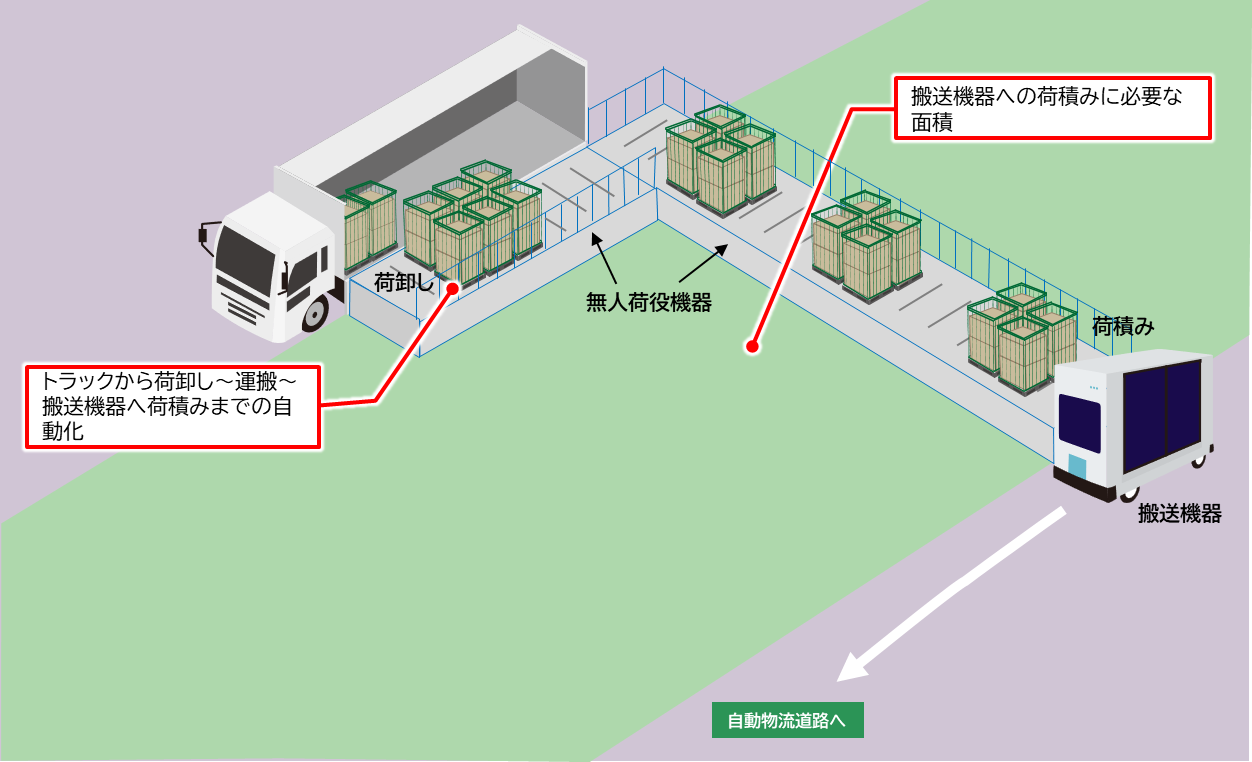 搬送機器への荷積みに必要な
面積
荷卸し
無人荷役機器
荷積み
トラックから荷卸し～運搬～
搬送機器へ荷積みまでの自
動化
搬送機器
自動物流道路へ